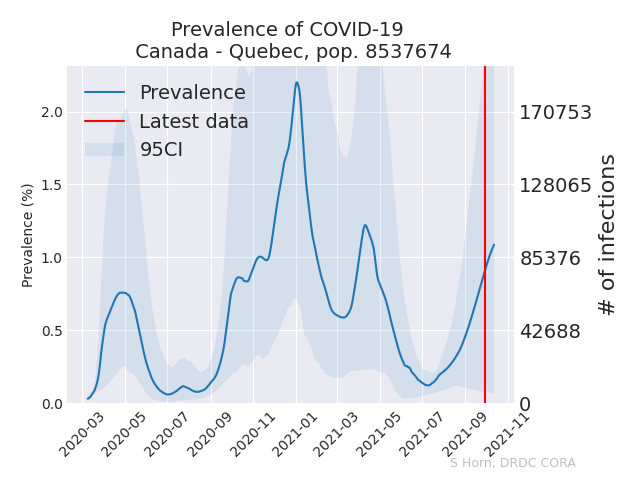 Prevalence of COVID-19
Canada - Quebec, pop. 8537674
Prevalence
Latest data
95CI
Prevalence (%)
2.0
1.5
1.0
0.5
0.0
170753
128065
85376
42688
0
# of infections
2020-03
2020-05
2020-07
2020-09
2020-11
2021-01
2021-03
2021-05
2021-07
2021-09
2021-11
S Horn, DRDC CORA